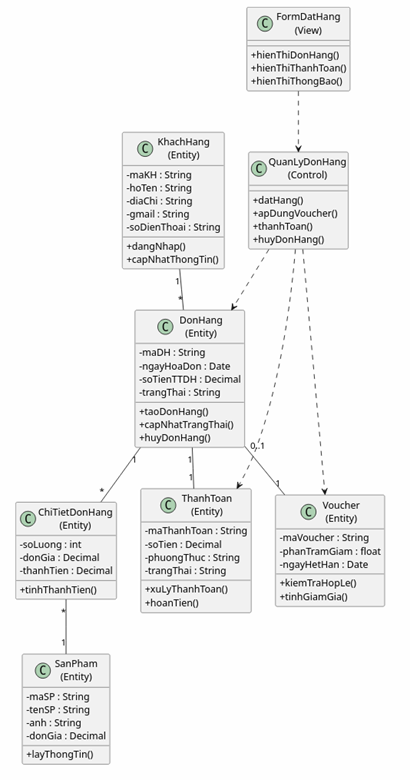 FormDatHang
(View)
+hienThiDonHang()
+hienThiThanhToan()
+hienThiThongBao()
KhachHang
(Entity)
-maKH : String
-hoTen : String
-diaChi : String
-gmail : String
-soDienThoai : String
+dangNhap()
+capNhatThongTin()
QuanLyDonHang
(Control)
+datHang()
+apDungVoucher()
+thanhToan()
+huyDonHang()
1
*
DonHang
(Entity)
-maDH : String
-ngayHoaDon : Date
-soTienTTDH : Decimal
-trangThai : String
+taoDonHang()
+capNhatTrangThai()
+huyDonHang()
1
1
0..1
*
1
1
ChiTietDonHang
(Entity)
-soLuong : int
-donGia : Decimal
-thanhTien : Decimal
+tinhThanhTien()
ThanhToan
(Entity)
-maThanhToan : String
-soTien : Decimal
-phuongThuc : String
-trangThai : String
+xuLyThanhToan()
+hoanTien()
Voucher
(Entity)
-maVoucher : String
-phanTramGiam : float
-ngayHetHan : Date
+kiemTraHopLe()
+tinhGiamGia()
*
1
SanPham
(Entity)
-maSP : String
-tenSP : String
-anh : String
-donGia : Decimal
+layThongTin()